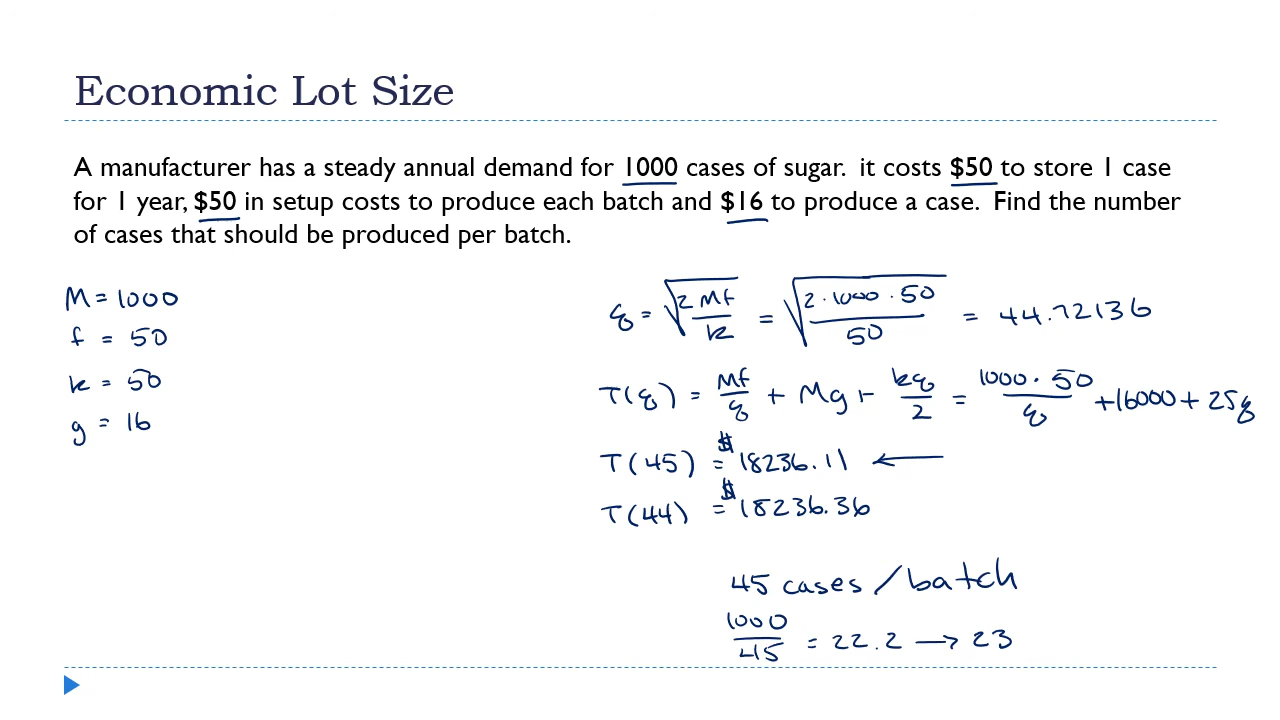 Economic Lot Size
A manufacturer has a steady annual demand for 1000 cases of sugar.  it costs $50 to store 1 case
for 1 year, $50 in setup costs to produce each batch and $16 to produce a case.  Find the number
of cases that should be produced per batch.
M = 1000
f = 50
k = 50
g = 16
q = √(2Mf/k) = √(2·1000·50/50) = 44.72136
T(q) = Mf/q + Mg + kq/2 = 1000·50/q + 16000 + 25q
T(45) = $18236.11 ←
T(44) = $18236.36
45 cases/batch
1000/45 = 22.2 → 23